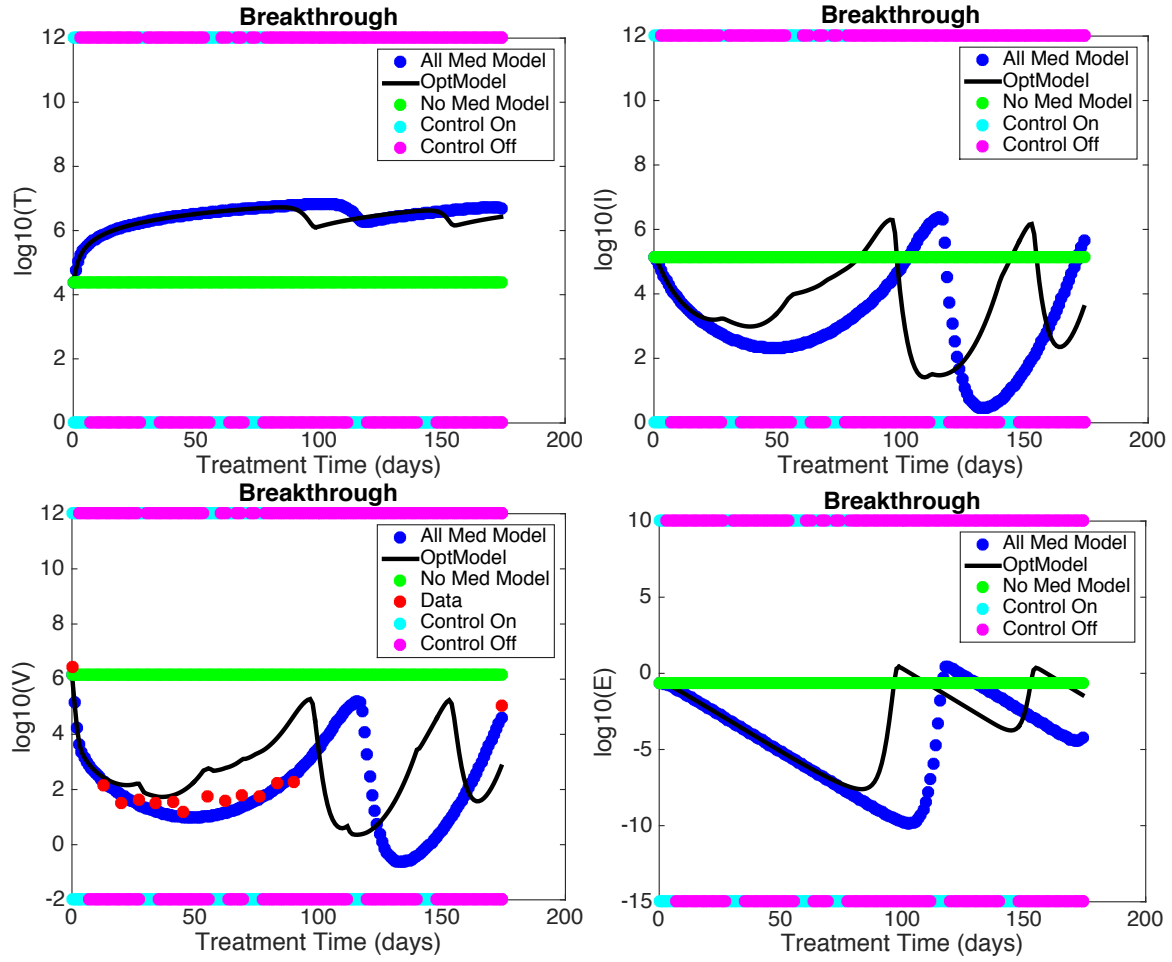 Breakthrough
12
10
8
6
4
2
0
log10(T)
All Med Model
OptModel
No Med Model
Control On
Control Off
0
50
100
150
200
Treatment Time (days)
Breakthrough
12
10
8
6
4
2
0
log10(I)
All Med Model
OptModel
No Med Model
Control On
Control Off
0
50
100
150
200
Treatment Time (days)
Breakthrough
12
10
8
6
4
2
0
-2
log10(V)
All Med Model
OptModel
No Med Model
Data
Control On
Control Off
0
50
100
150
200
Treatment Time (days)
Breakthrough
10
5
0
-5
-10
-15
log10(E)
All Med Model
OptModel
No Med Model
Control On
Control Off
0
50
100
150
200
Treatment Time (days)